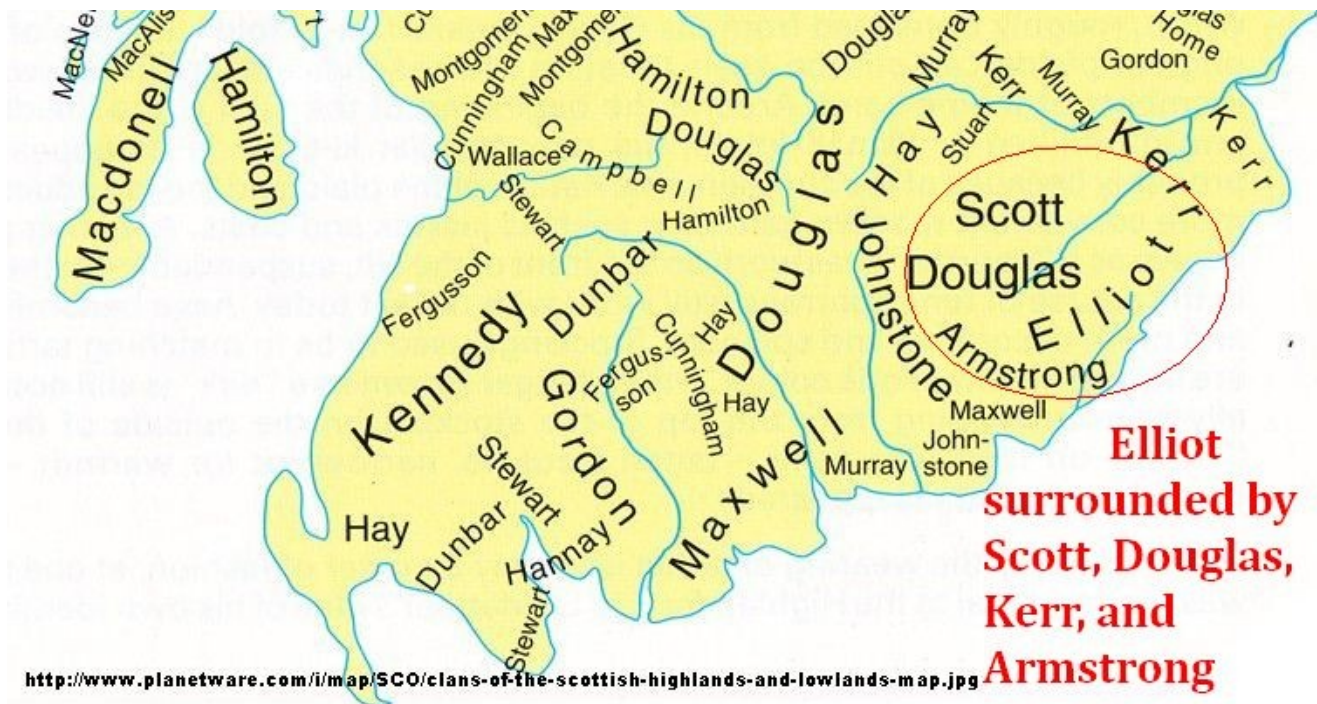 MacAlis
Macdonell
Hamilton
Montgomery
Cunningham
Montgomer
Hamilton
Douglas
Campbell
Wallace
Stewart
Hamilton
Douglas
Douglas
Murray
Kerr
Murray
Home
Gordon
Hay
Stuart
Kerr
Kerr
Scott
Douglas
Elliot
Armstrong
Johnstone
Maxwell
John-
stone
Murray
Fergusson
Kennedy
Dunbar
Gordon
Fergus-
son
Cunningham
Hay
Hay
Maxwell
Stewart
Hay
Dunbar
Hannay
Stewart
Elliot
surrounded by
Scott, Douglas,
Kerr, and
Armstrong
http://www.planetware.com/i/map/SCO/clans-of-the-scottish-highlands-and-lowlands-map.jpg